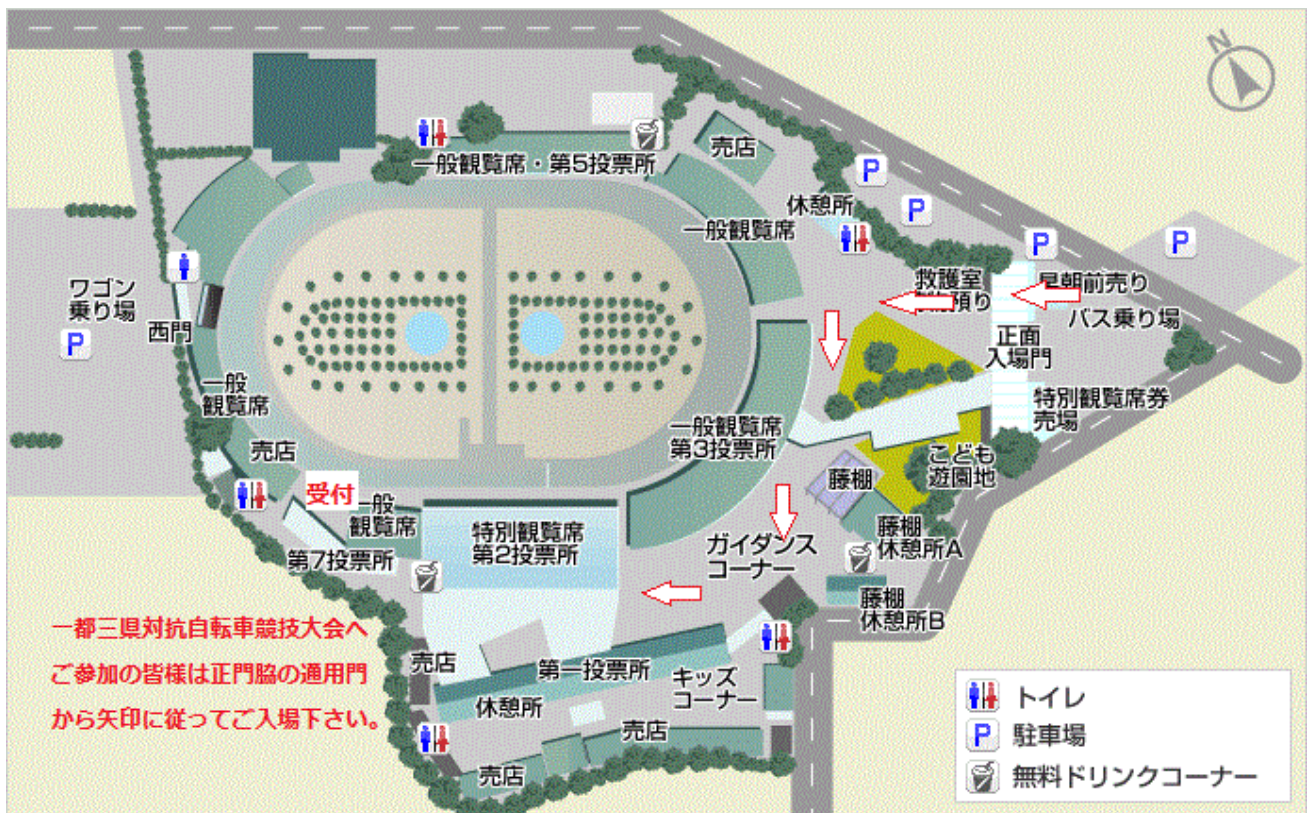 N
売店
一般観覧席・第5投票所
休憩所
一般観覧席
救護室
預り
早朝前売り
バス乗り場
正面
入場門
ワゴン
乗り場
西門
一般
観覧席
特別観覧席券
売場
一般観覧席
第3投票所
こども
遊園地
藤棚
売店
受付
一般
観覧席
特別観覧席
第2投票所
第7投票所
ガイダンス
コーナー
藤棚
休憩所A
藤棚
休憩所B
一都三県対抗自転車競技大会へ
ご参加の皆様は正門脇の通用門
から矢印に従ってご入場下さい。
売店
第一投票所
キッズ
コーナー
休憩所
売店
売店
P
P
P
P
P
トイレ
P 駐車場
無料ドリンクコーナー